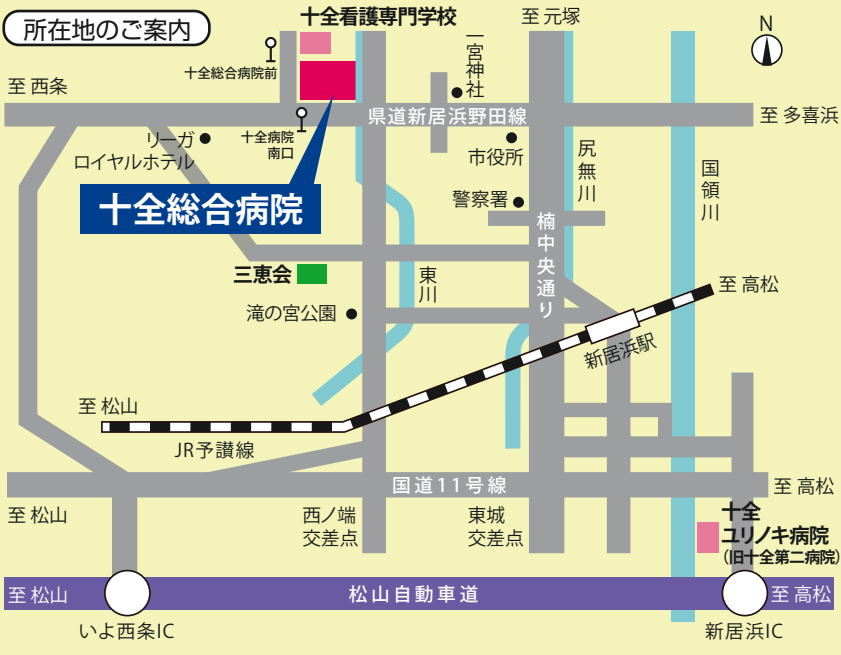 所在地のご案内
十全看護専門学校
至 元塚
N
十全総合病院前
一宮神社
至 西条
県道新居浜野田線
至 多喜浜
リーガ
ロイヤルホテル
十全病院
南口
市役所
尻無川
国領川
警察署
十全総合病院
楠中央通り
三恵会
東川
至 高松
滝の宮公園
新居浜駅
至 松山
JR予讃線
国道11号線
至 高松
至 松山
西ノ端
交差点
東城
交差点
十全
ユリノキ病院
(旧十全第二病院)
至 松山
松山自動車道
至 高松
いよ西条IC
新居浜IC